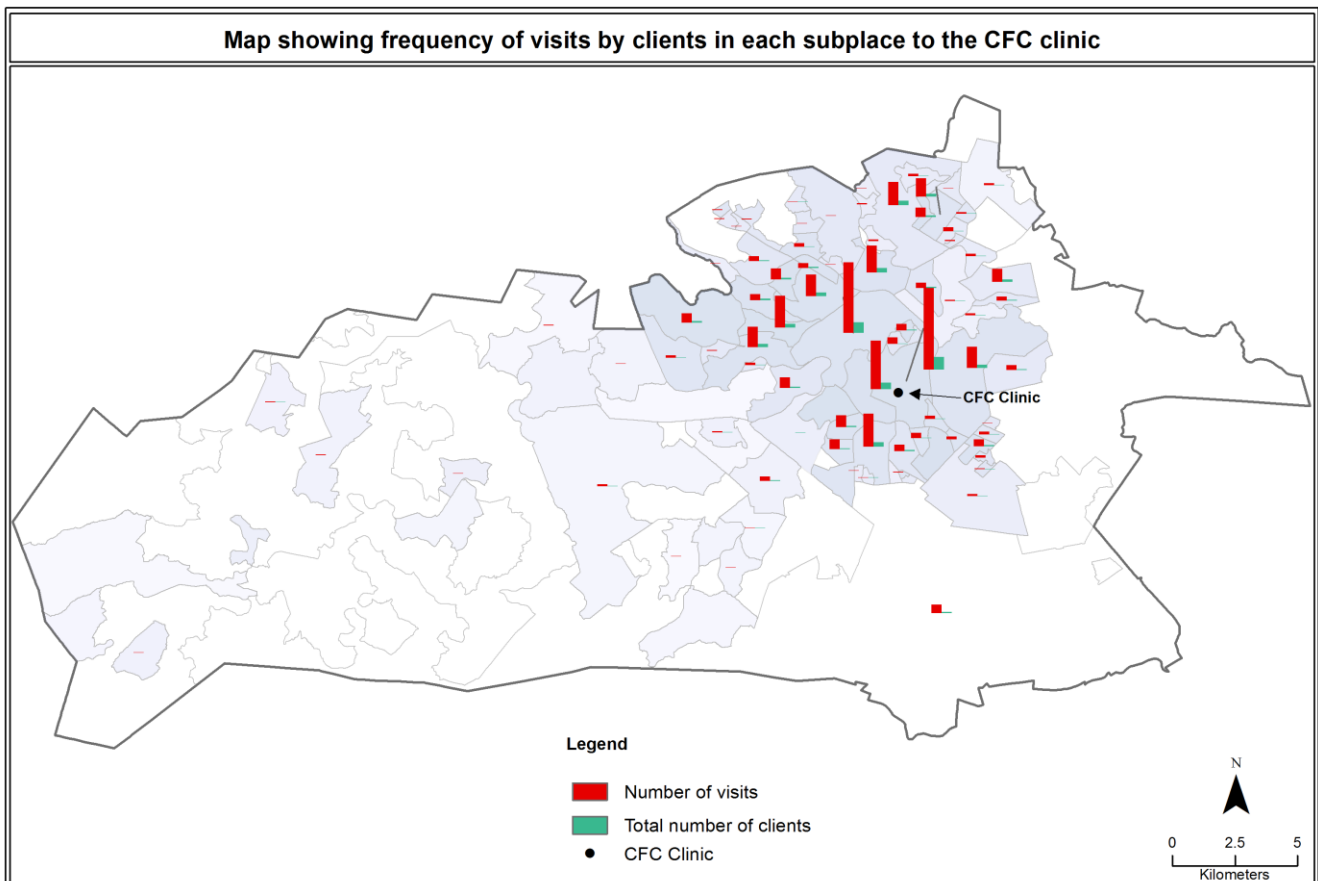 Map showing frequency of visits by clients in each subplace to the CFC clinic
CFC Clinic
Legend
Number of visits
Total number of clients
CFC Clinic
N
0 2.5 5
Kilometers